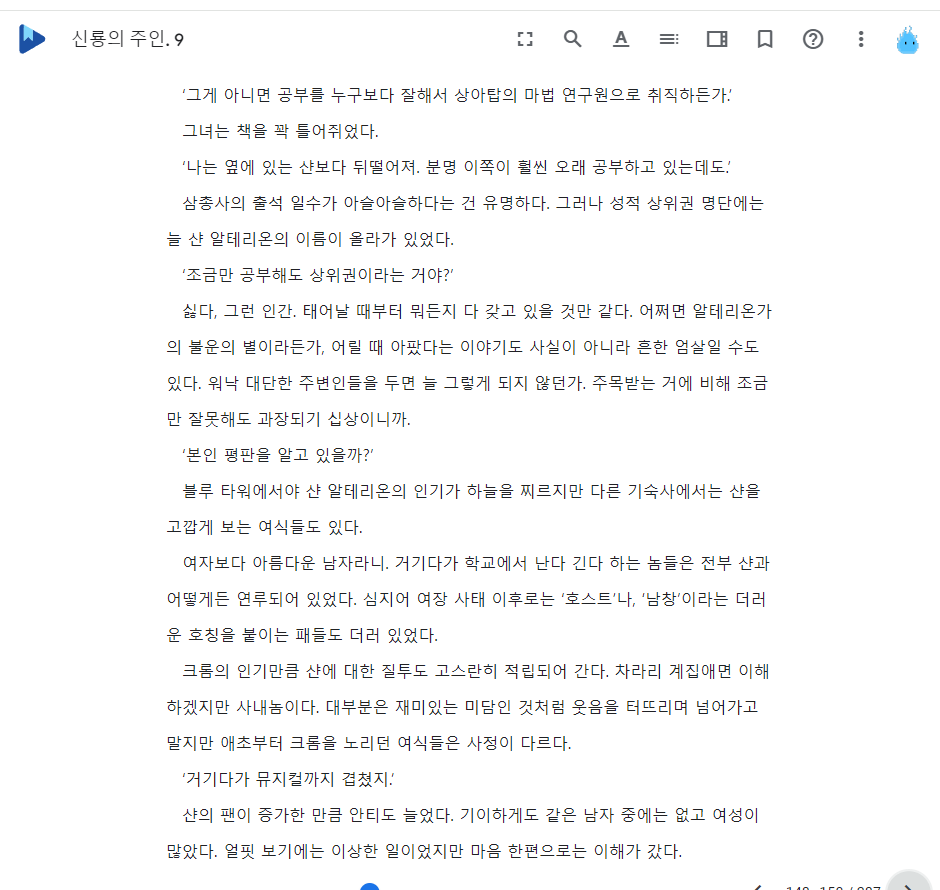 신룡의 주인. 9
‘그게 아니면 공부를 누구보다 잘해서 상아탑의 마법 연구원으로 취직하든가.’
그녀는 책을 꽉 틀어쥐었다.
‘나는 옆에 있는 샨보다 뒤떨어져. 분명 이쪽이 훨씬 오래 공부하고 있는데도.’
삼총사의 출석 일수가 아슬아슬하다는 건 유명하다. 그러나 성적 상위권 명단에는
늘 샨 알테리온의 이름이 올라가 있었다.
‘조금만 공부해도 상위권이라는 거야?’
싫다, 그런 인간. 태어날 때부터 뭐든지 다 갖고 있을 것만 같다. 어쩌면 알테리온가
의 불운의 별이라든가, 어릴 때 아팠다는 이야기도 사실이 아니라 흔한 엄살일 수도
있다. 워낙 대단한 주변인들을 두면 늘 그렇게 되지 않던가. 주목받는 거에 비해 조금
만 잘못해도 과장되기 십상이니까.
‘본인 평판을 알고 있을까?’
블루 타워에서야 샨 알테리온의 인기가 하늘을 찌르지만 다른 기숙사에서는 샨을
고깝게 보는 여식들도 있다.
여자보다 아름다운 남자라니. 거기다가 학교에서 난다 긴다 하는 놈들은 전부 샨과
어떻게든 연루되어 있었다. 심지어 여장 사태 이후로는 ‘호스트’나, ‘남창’이라는 더러
운 호칭을 붙이는 패들도 더러 있었다.
크롬의 인기만큼 샨에 대한 질투도 고스란히 적립되어 간다. 차라리 계집애면 이해
하겠지만 사내놈이다. 대부분은 재미있는 미담인 것처럼 웃음을 터뜨리며 넘어가고
말지만 애초부터 크롬을 노리던 여식들은 사정이 다르다.
‘거기다가 뮤지컬까지 겹쳤지.’
샨의 팬이 증가한 만큼 안티도 늘었다. 기이하게도 같은 남자 중에는 없고 여성이
많았다. 얼핏 보기에는 이상한 일이었지만 마음 한편으로는 이해가 갔다.